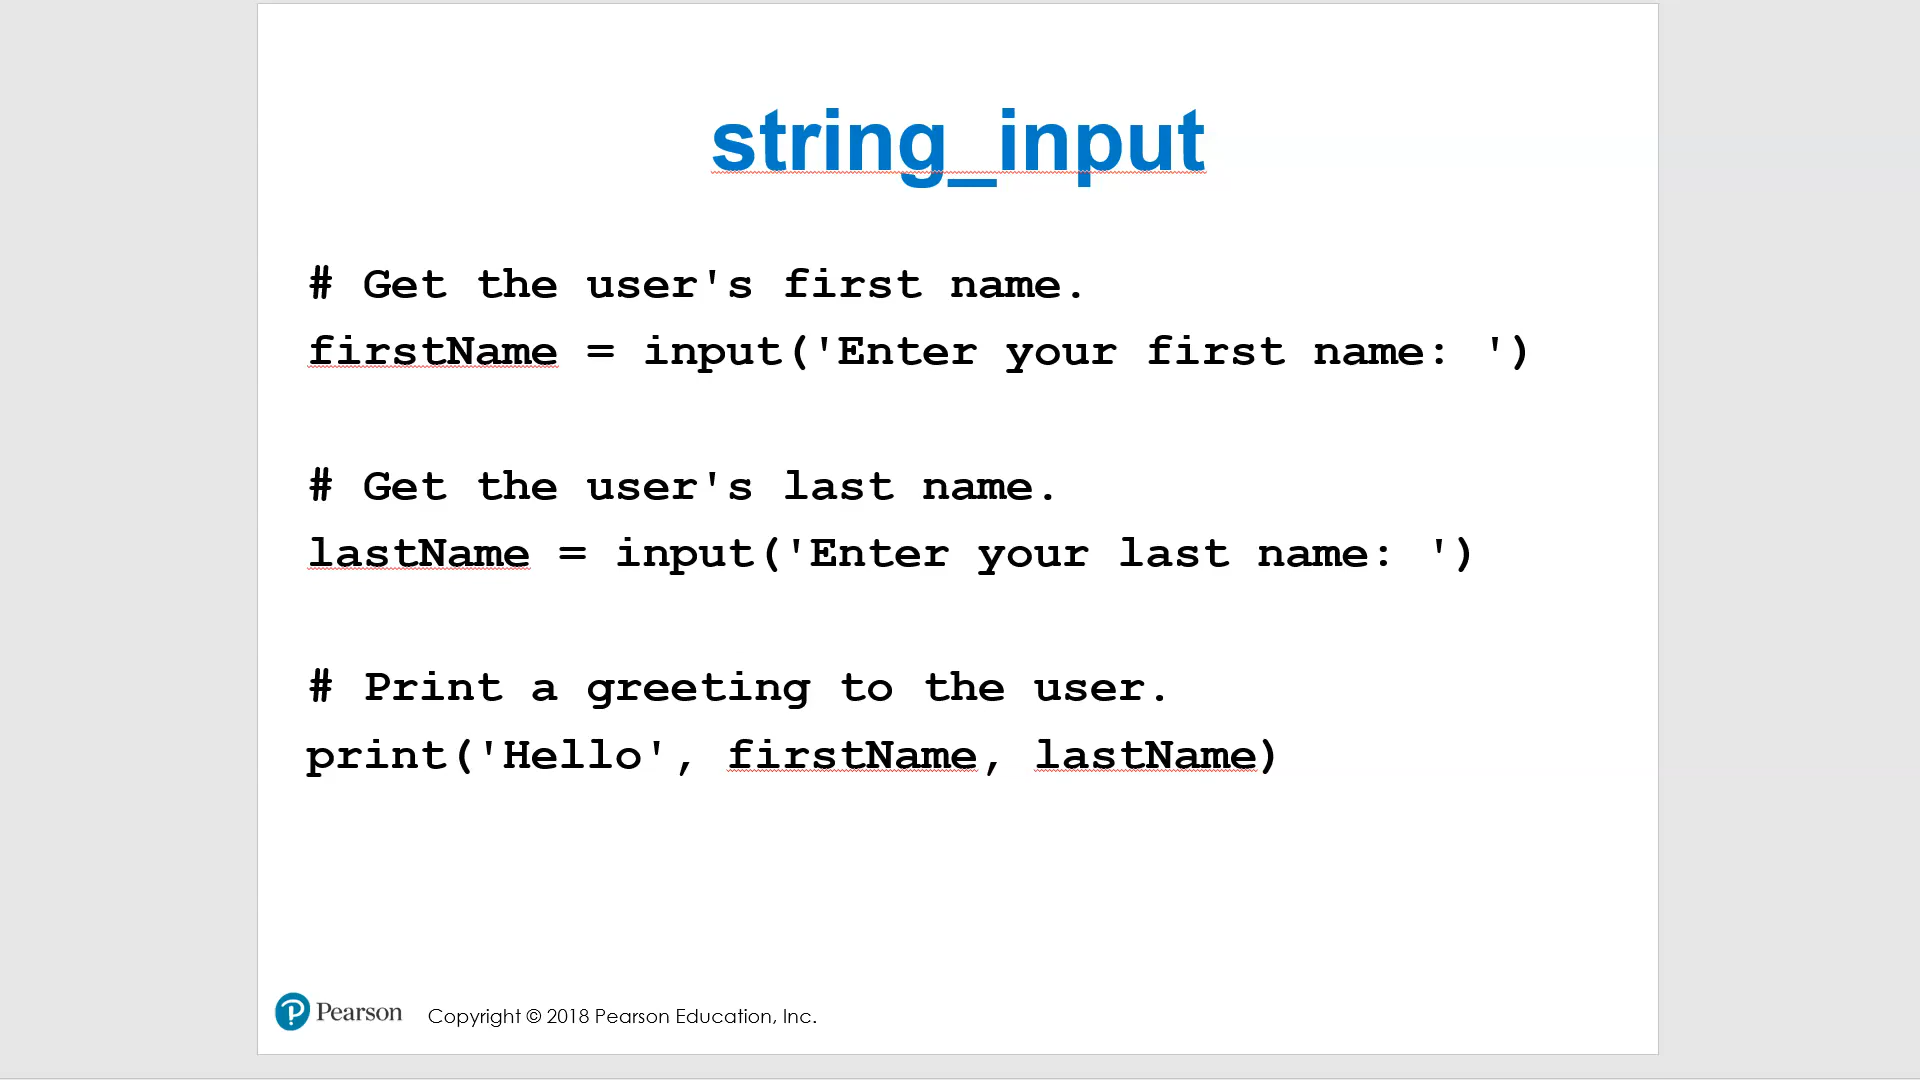 string_input
# Get the user's first name.
firstName = input('Enter your first name: ')
# Get the user's last name.
lastName = input('Enter your last name: ')
# Print a greeting to the user.
print('Hello', firstName, lastName)
Pearson Copyright © 2018 Pearson Education, Inc.